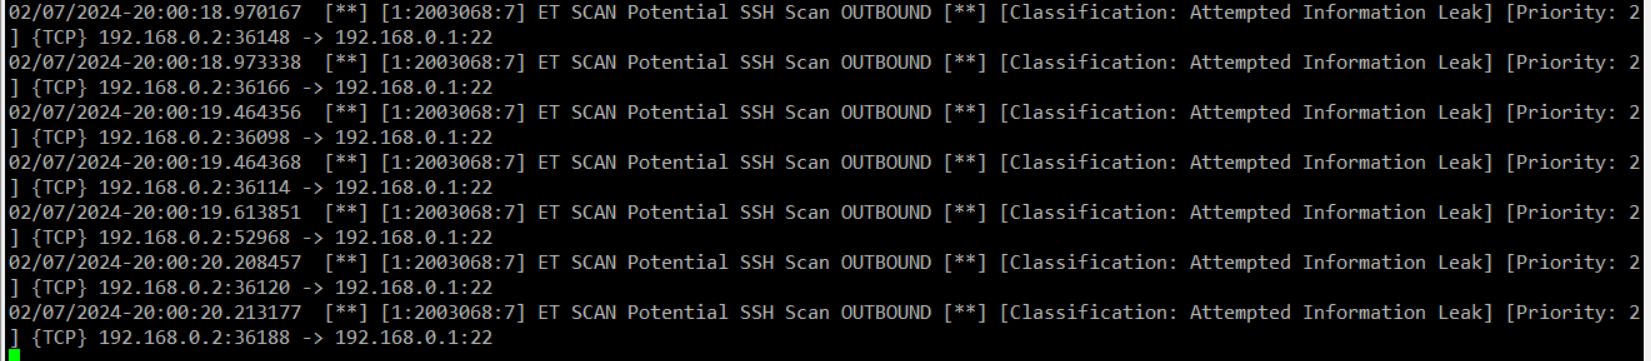 02/07/2024-20:00:18.970167  [**] [1:2003068:7] ET SCAN Potential SSH Scan OUTBOUND [**] [Classification: Attempted Information Leak] [Priority: 2
] {TCP} 192.168.0.2:36148 -> 192.168.0.1:22
02/07/2024-20:00:18.973338  [**] [1:2003068:7] ET SCAN Potential SSH Scan OUTBOUND [**] [Classification: Attempted Information Leak] [Priority: 2
] {TCP} 192.168.0.2:36166 -> 192.168.0.1:22
02/07/2024-20:00:19.464356  [**] [1:2003068:7] ET SCAN Potential SSH Scan OUTBOUND [**] [Classification: Attempted Information Leak] [Priority: 2
] {TCP} 192.168.0.2:36098 -> 192.168.0.1:22
02/07/2024-20:00:19.464368  [**] [1:2003068:7] ET SCAN Potential SSH Scan OUTBOUND [**] [Classification: Attempted Information Leak] [Priority: 2
] {TCP} 192.168.0.2:36114 -> 192.168.0.1:22
02/07/2024-20:00:19.613851  [**] [1:2003068:7] ET SCAN Potential SSH Scan OUTBOUND [**] [Classification: Attempted Information Leak] [Priority: 2
] {TCP} 192.168.0.2:52968 -> 192.168.0.1:22
02/07/2024-20:00:20.208457  [**] [1:2003068:7] ET SCAN Potential SSH Scan OUTBOUND [**] [Classification: Attempted Information Leak] [Priority: 2
] {TCP} 192.168.0.2:36120 -> 192.168.0.1:22
02/07/2024-20:00:20.213177  [**] [1:2003068:7] ET SCAN Potential SSH Scan OUTBOUND [**] [Classification: Attempted Information Leak] [Priority: 2
] {TCP} 192.168.0.2:36188 -> 192.168.0.1:22